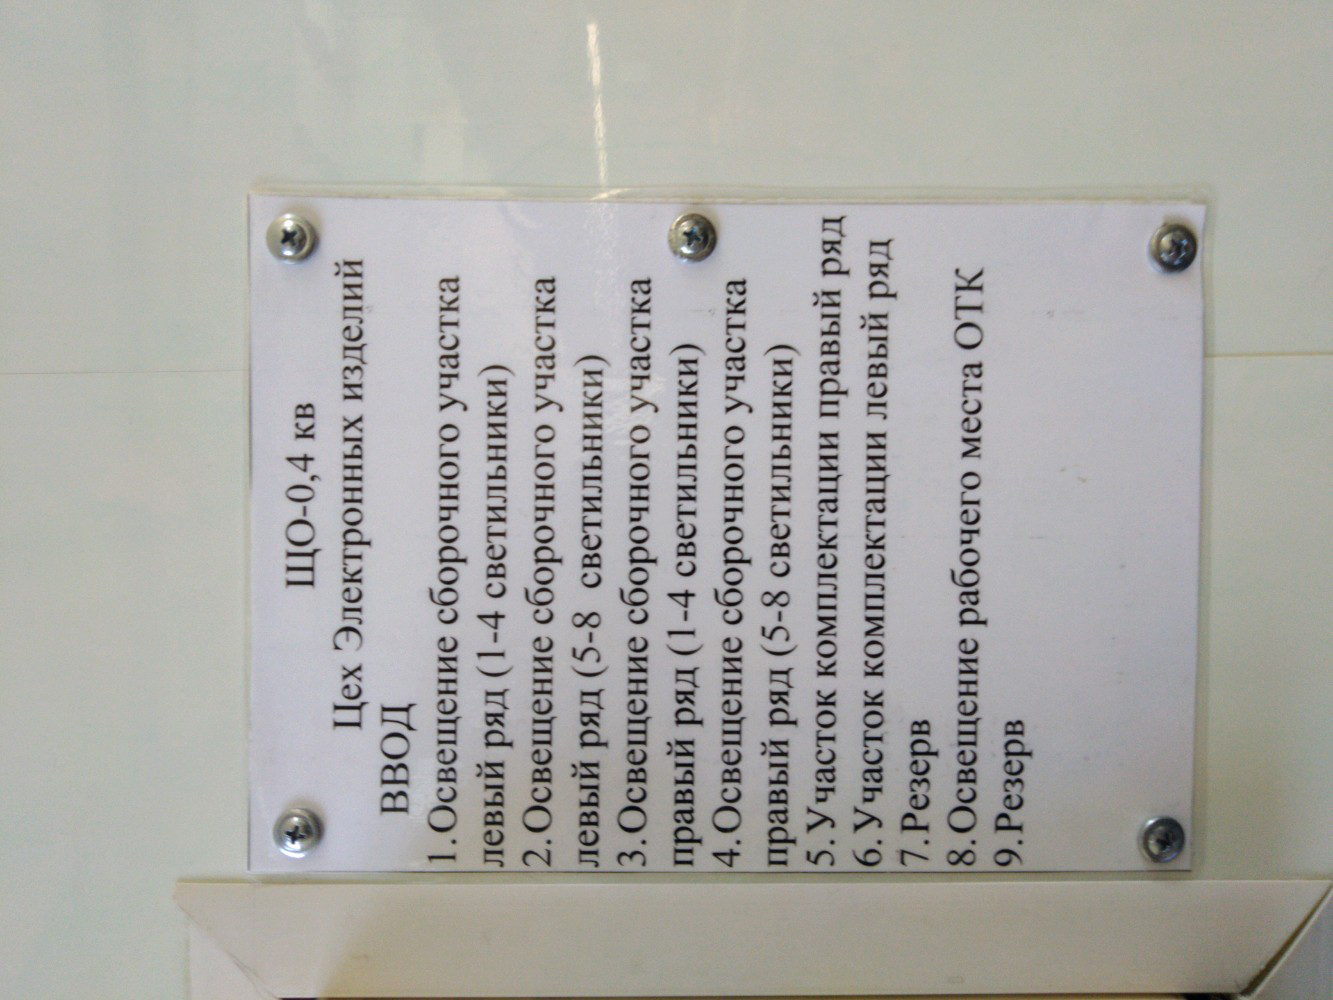 ЩО-0,4 кв
Цех Электронных изделий
ВВОД
1.Освещение сборочного участка
левый ряд (1-4 светильники)
2.Освещение сборочного участка
левый ряд (5-8 светильники)
3.Освещение сборочного участка
правый ряд (1-4 светильники)
4.Освещение сборочного участка
правый ряд (5-8 светильники)
5.Участок комплектации правый ряд
6.Участок комплектации левый ряд
7.Резерв
8.Освещение рабочего места ОТК
9.Резерв